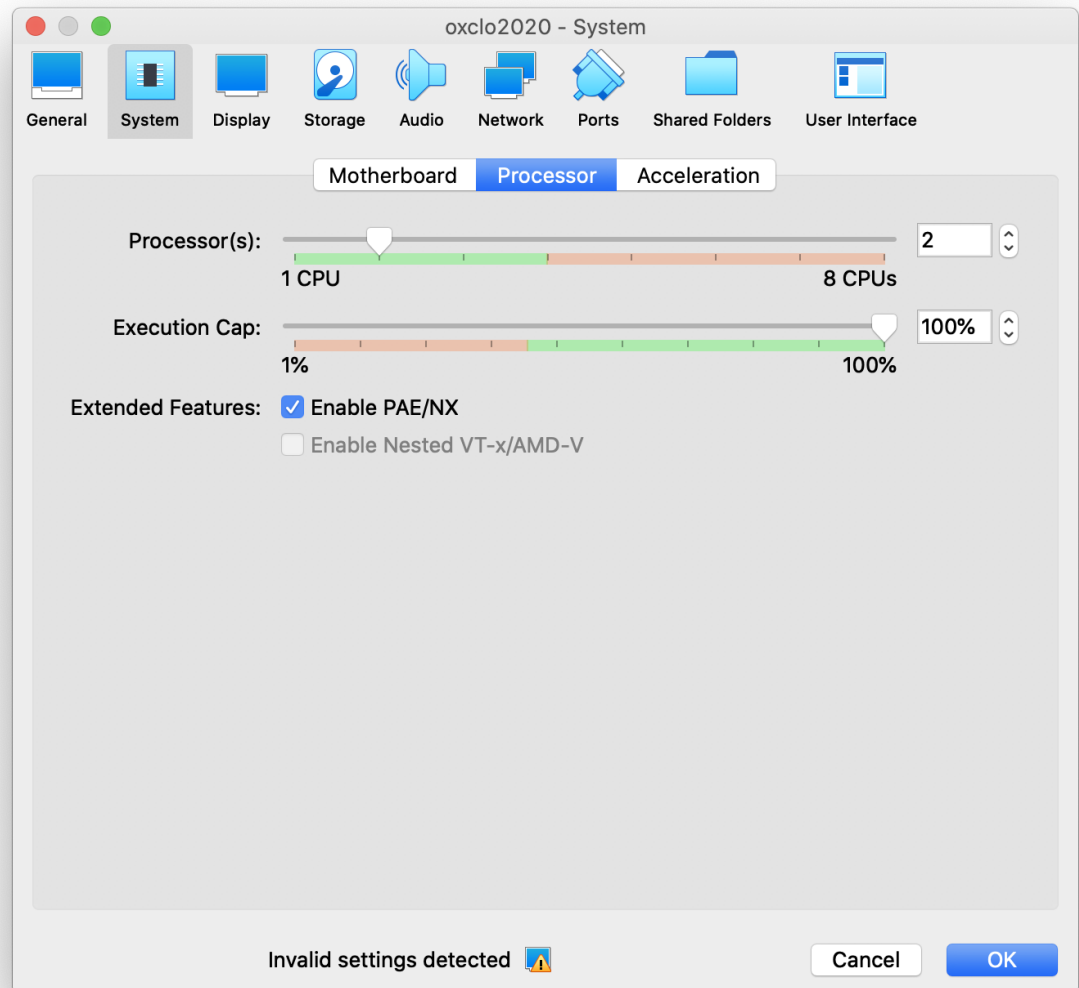 oxclo2020 - System
General System Display Storage Audio Network Ports Shared Folders User Interface
Motherboard Processor Acceleration
Processor(s): 2
1 CPU 8 CPUs
Execution Cap: 100%
1% 100%
Extended Features: Enable PAE/NX
Enable Nested VT-x/AMD-V
Invalid settings detected Cancel OK